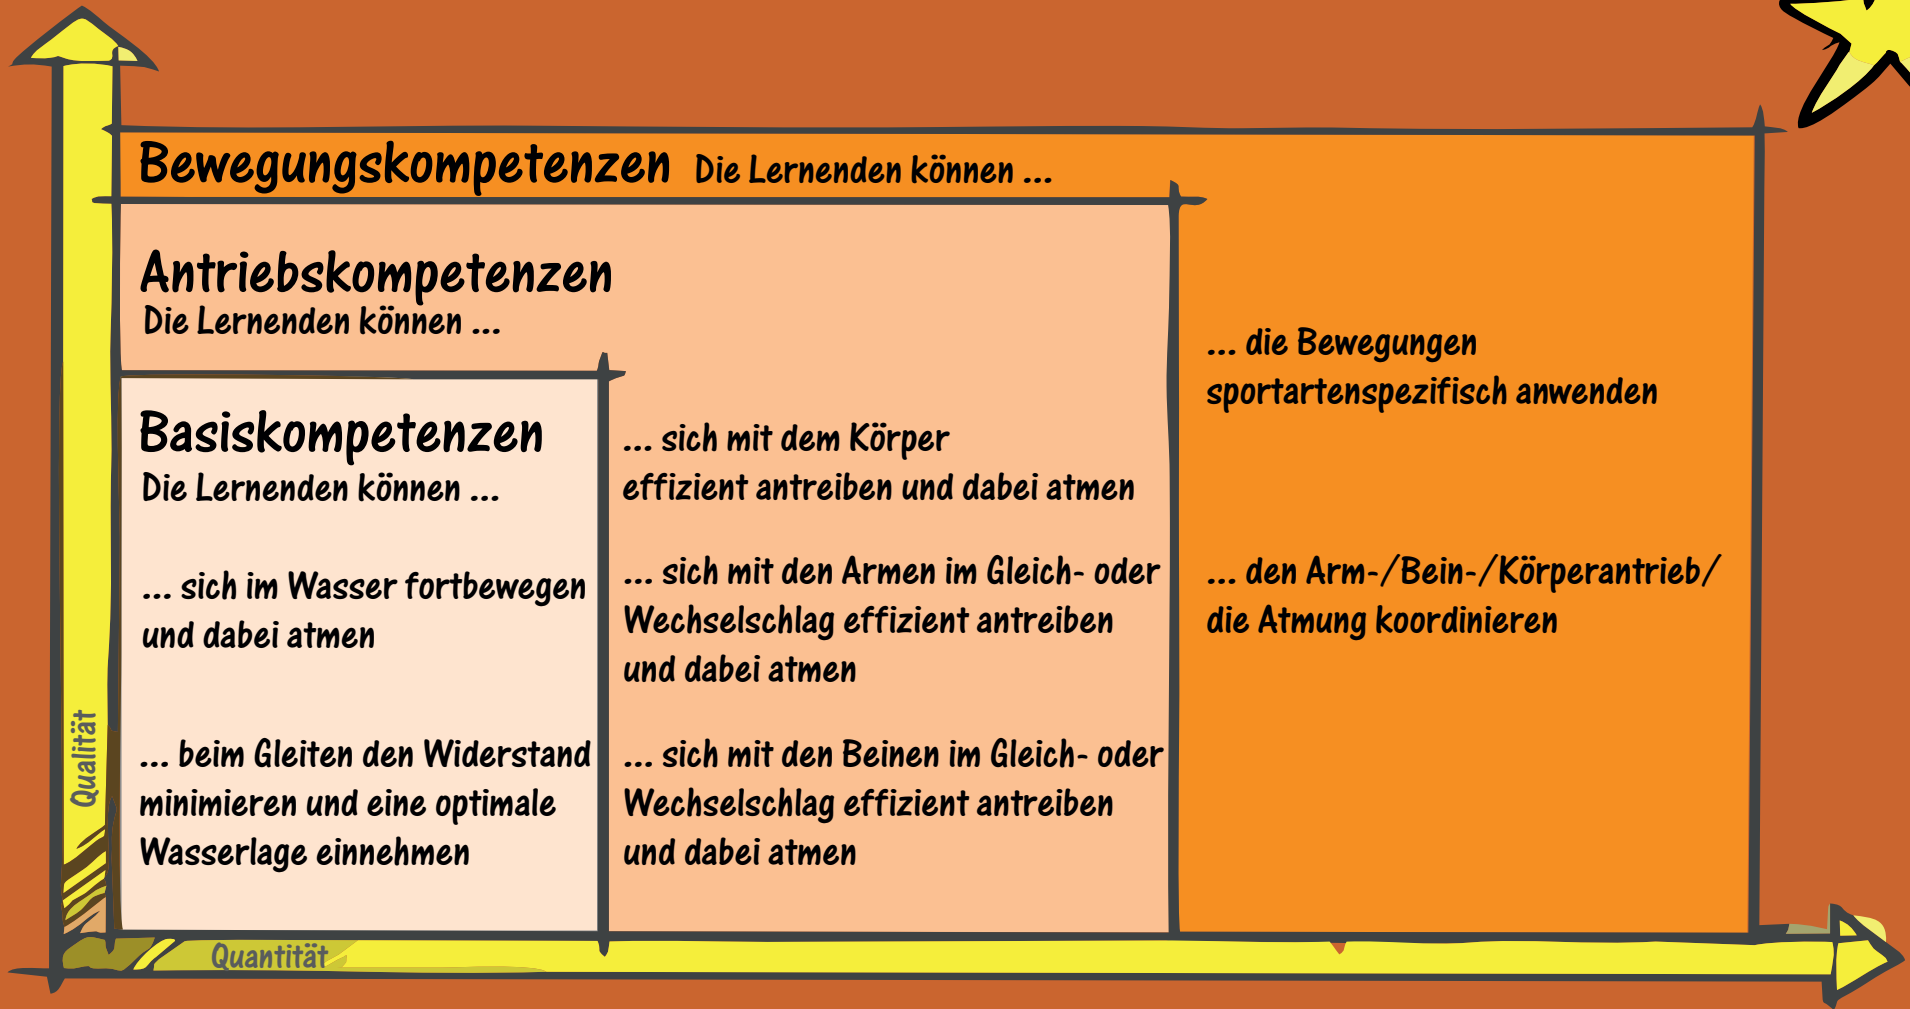 Bewegungskompetenzen Die Lernenden können ...
Antriebskompetenzen
Die Lernenden können ...
Basiskompetenzen
Die Lernenden können ...
... sich im Wasser fortbewegen
und dabei atmen
... beim Gleiten den Widerstand
minimieren und eine optimale
Wasserlage einnehmen
... sich mit dem Körper
effizient antreiben und dabei atmen
... sich mit den Armen im Gleich- oder
Wechselschlag effizient antreiben
und dabei atmen
... sich mit den Beinen im Gleich- oder
Wechselschlag effizient antreiben
und dabei atmen
... die Bewegungen
sportartenspezifisch anwenden
... den Arm-/Bein-/Körperantrieb/
die Atmung koordinieren
Qualität
Quantität